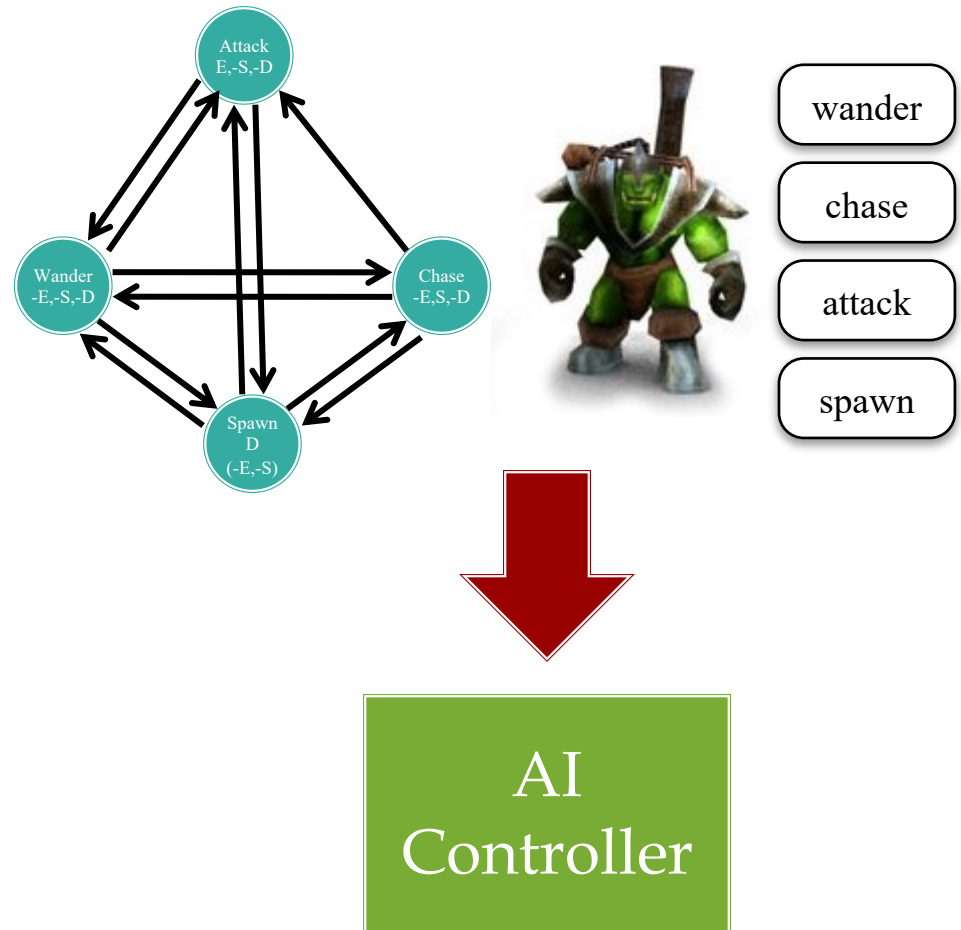 Attack
E,-S,-D
Wander
-E,-S,-D
Chase
-E,S,-D
Spawn
D
(-E,-S)
wander
chase
attack
spawn
AI
Controller